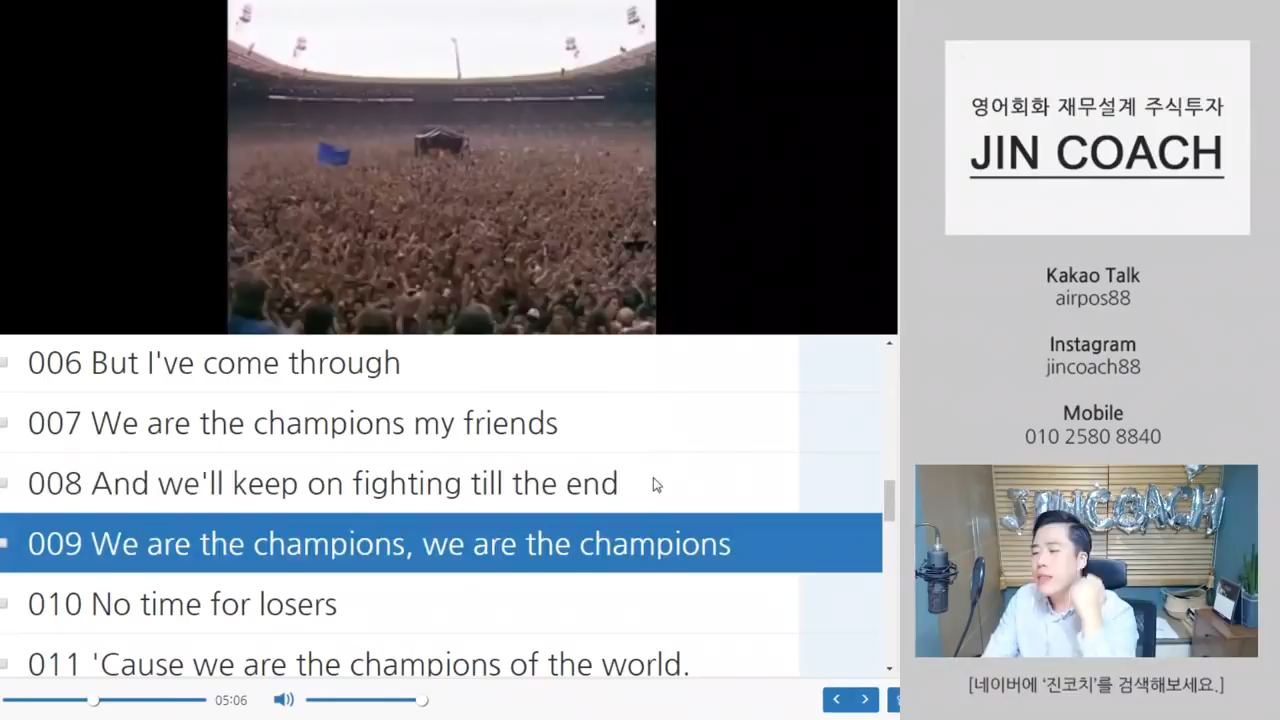 006 But I've come through
007 We are the champions my friends
008 And we'll keep on fighting till the end
009 We are the champions, we are the champions
010 No time for losers
011 'Cause we are the champions of the world.
05:06
영어회화 재무설계 주식투자
JIN COACH
Kakao Talk
airpos88
Instagram
jincoach88
Mobile
010 2580 8840
JINCOACH
[네이버에 '진코치'를 검색해보세요.]